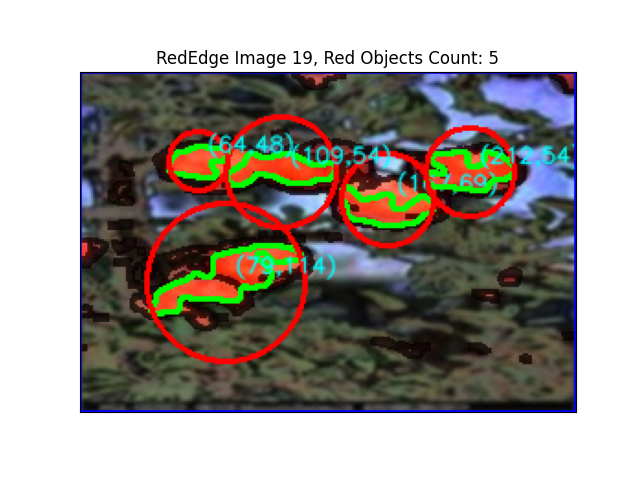 RedEdge Image 19, Red Objects Count: 5
(64,48)
(109,54)
(212,54)
(79,114)